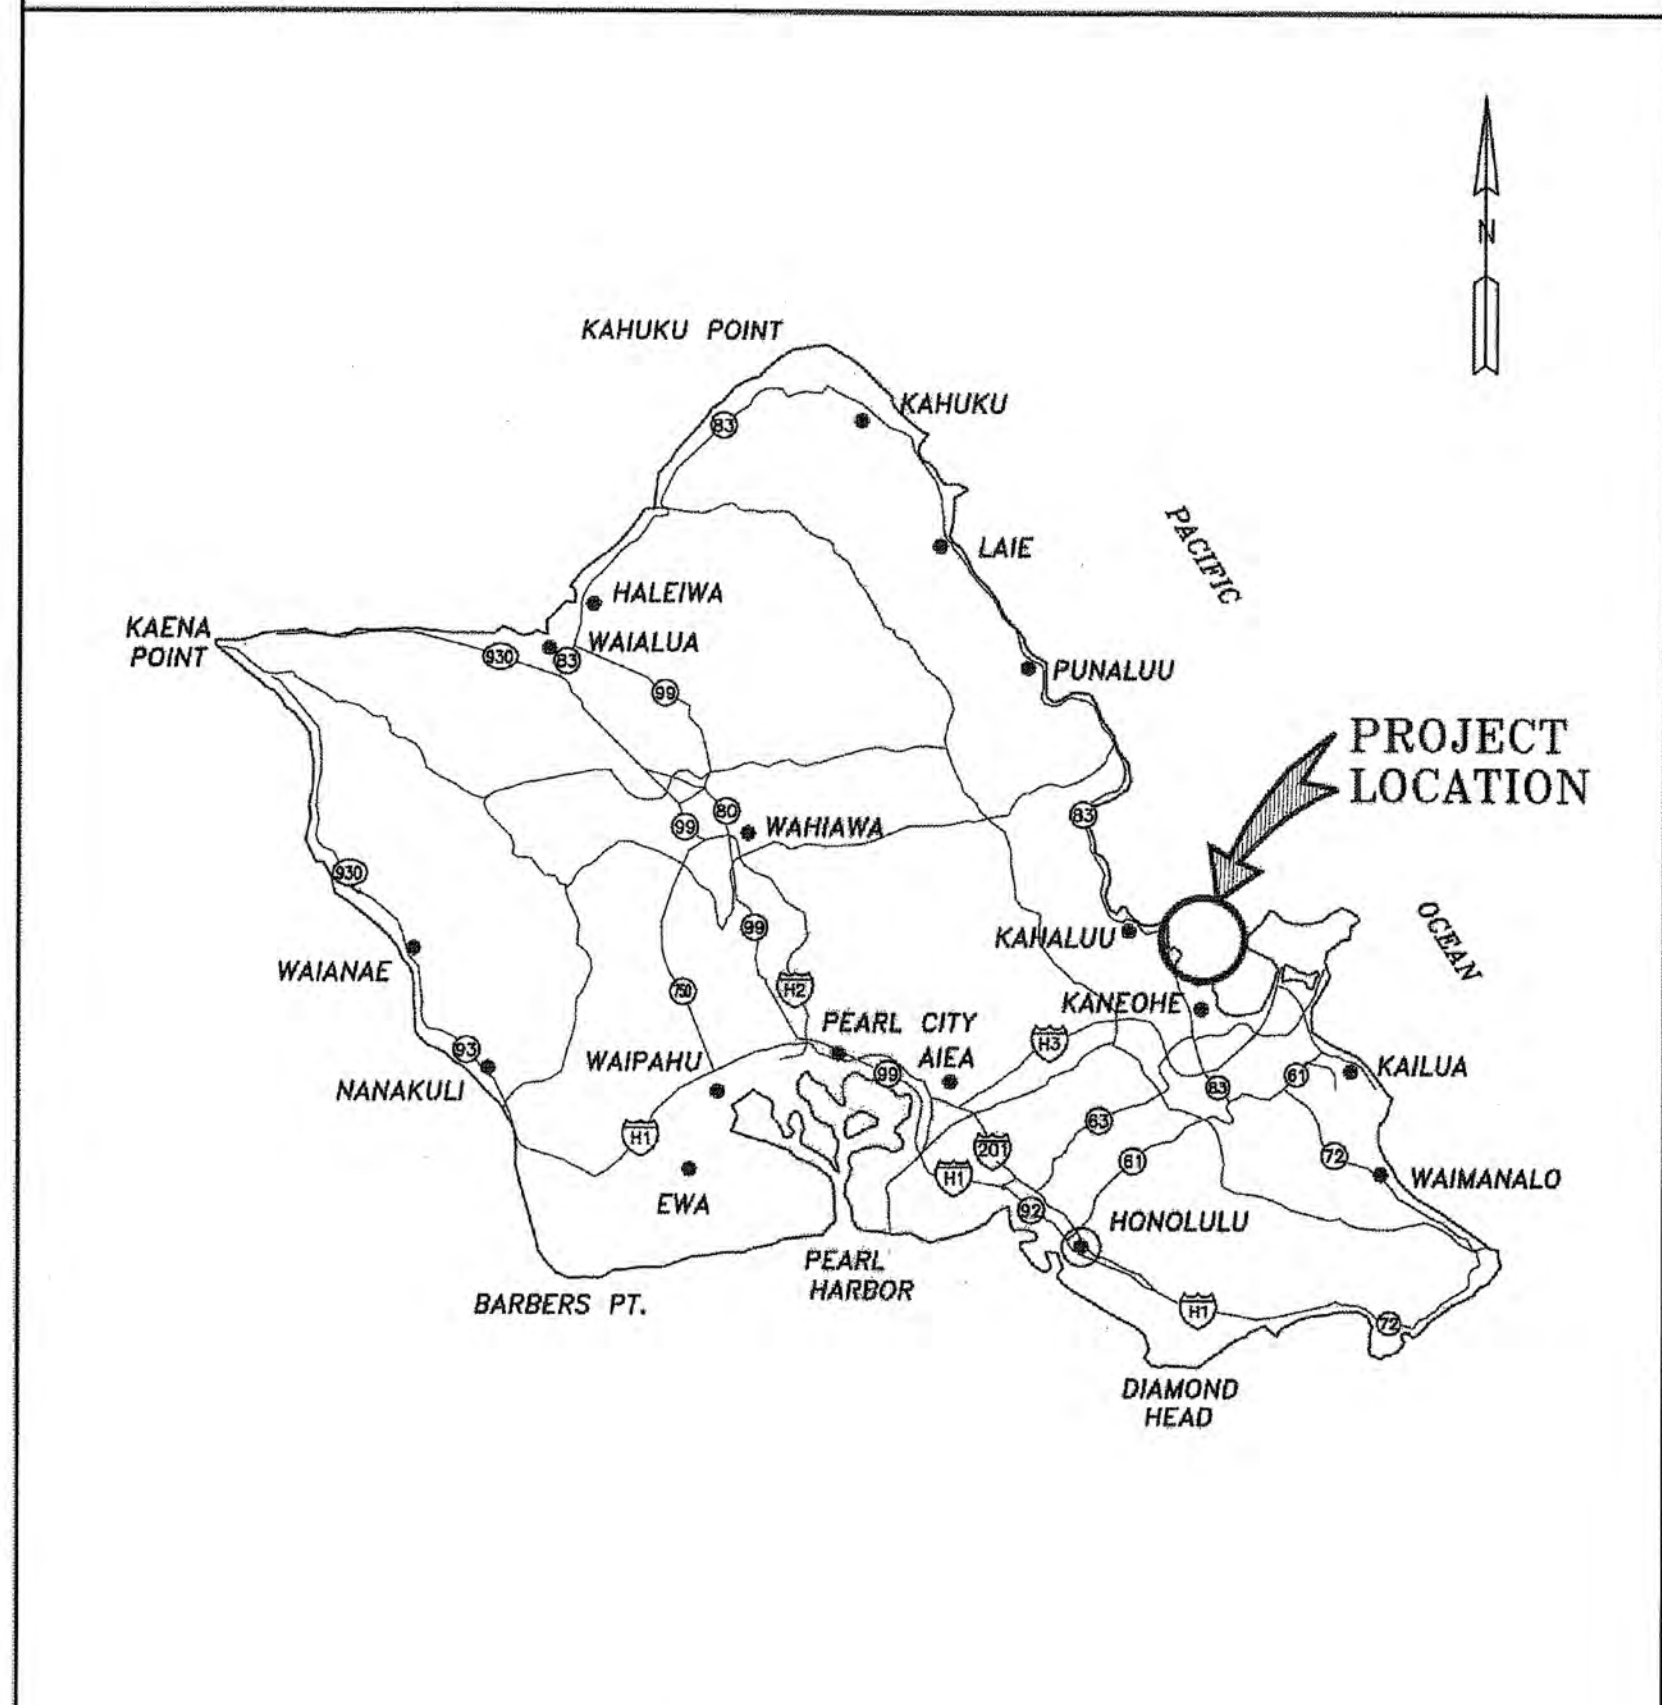 N
KAHUKU POINT
KAHUKU
83
PACIFIC
LAIE
HALEIWA
KAENA
POINT
WAIALUA
930
83
99
PUNALUU
PROJECT
LOCATION
83
80
99
WAHIAWA
930
99
KAHALUU
OCEAN
WAIANAE
750
H2
KANEOHE
PEARL CITY
H3
93
WAIPAHU
AIEA
99
KAILUA
61
83
NANAKULI
63
H1
201
61
72
H1
WAIMANALO
EWA
92
HONOLULU
PEARL
HARBOR
BARBERS PT.
H1
72
DIAMOND
HEAD